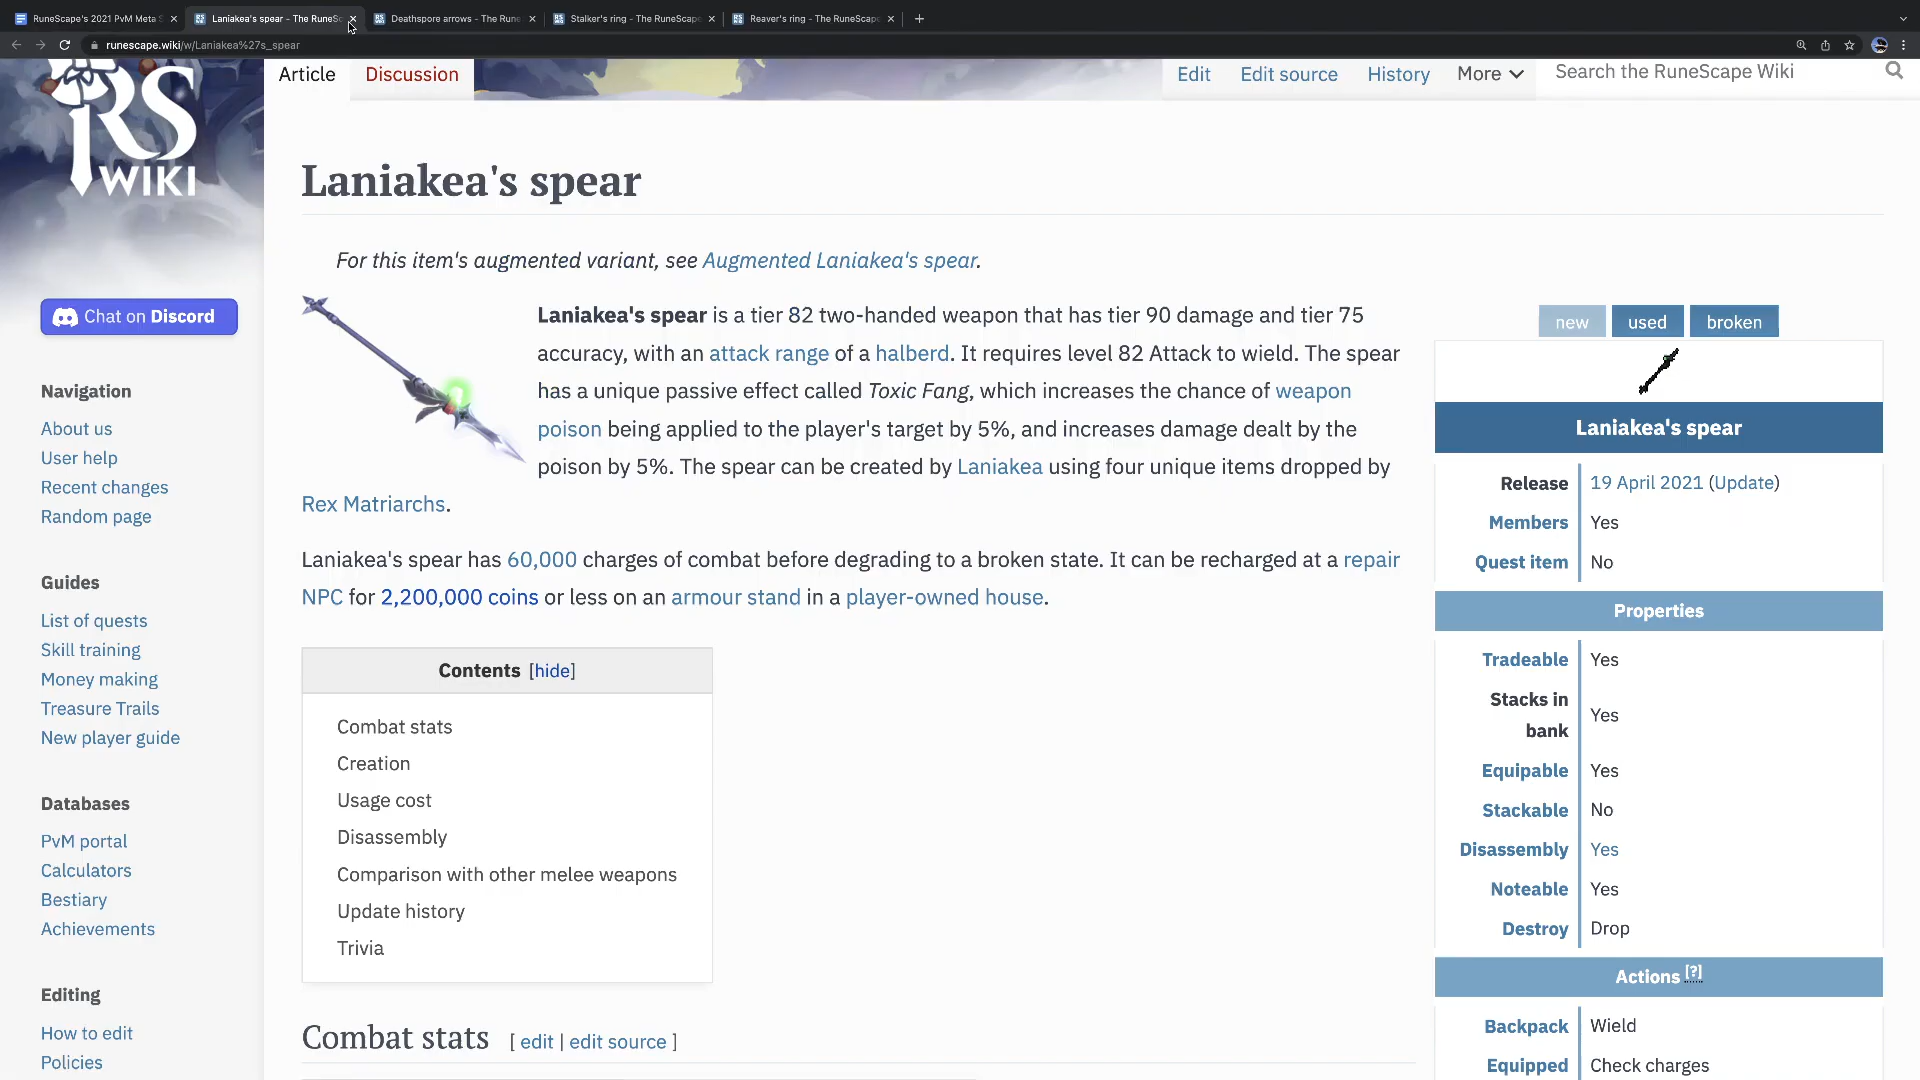 RuneScape's 2021 PvM Meta S
Laniakea's spear - The RuneSc
Deathspore arrows - The Rune
Stalker's ring - The RuneScape
Reaver's ring - The RuneScape
runescape.wiki/w/Laniakea%27s_spear
RS
WIKI
Article
Discussion
Edit
Edit source
History
More
Search the RuneScape Wiki
Laniakea's spear
For this item's augmented variant, see Augmented Laniakea's spear.
Laniakea's spear is a tier 82 two-handed weapon that has tier 90 damage and tier 75
accuracy, with an attack range of a halberd. It requires level 82 Attack to wield. The spear
has a unique passive effect called Toxic Fang, which increases the chance of weapon
poison being applied to the player's target by 5%, and increases damage dealt by the
poison by 5%. The spear can be created by Laniakea using four unique items dropped by
Rex Matriarchs.
Laniakea's spear has 60,000 charges of combat before degrading to a broken state. It can be recharged at a repair
NPC for 2,200,000 coins or less on an armour stand in a player-owned house.
Contents [hide]
Combat stats
Creation
Usage cost
Disassembly
Comparison with other melee weapons
Update history
Trivia
Combat stats [ edit | edit source ]
Chat on Discord
Navigation
About us
User help
Recent changes
Random page
Guides
List of quests
Skill training
Money making
Treasure Trails
New player guide
Databases
PvM portal
Calculators
Bestiary
Achievements
Editing
How to edit
Policies
new
used
broken
Laniakea's spear
Release 19 April 2021 (Update)
Members Yes
Quest item No
Properties
Tradeable Yes
Stacks in
bank Yes
Equipable Yes
Stackable No
Disassembly Yes
Noteable Yes
Destroy Drop
Actions [?]
Backpack Wield
Equipped Check charges